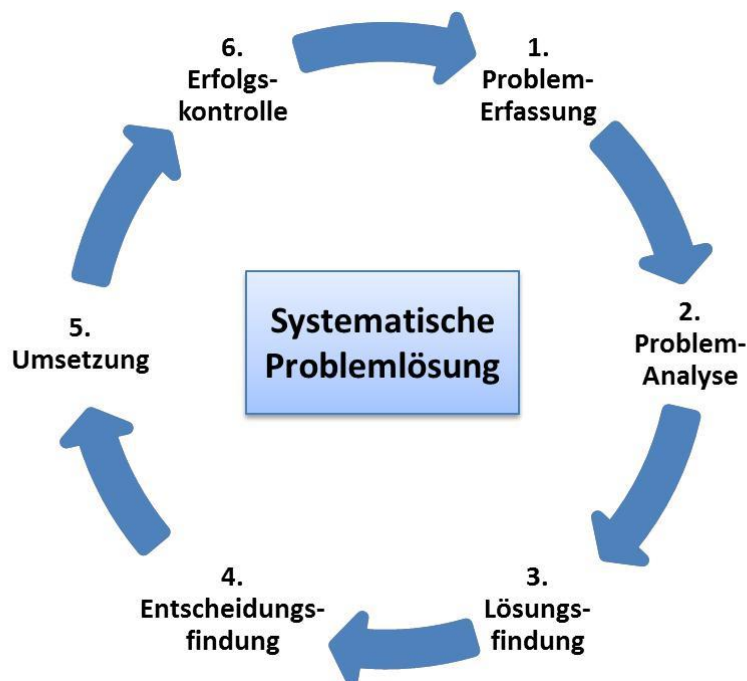 Systematische
Problemlösung
1.
Problem-
Erfassung
2.
Problem-
Analyse
3.
Lösungs-
findung
4.
Entscheidungs-
findung
5.
Umsetzung
6.
Erfolgs-
kontrolle